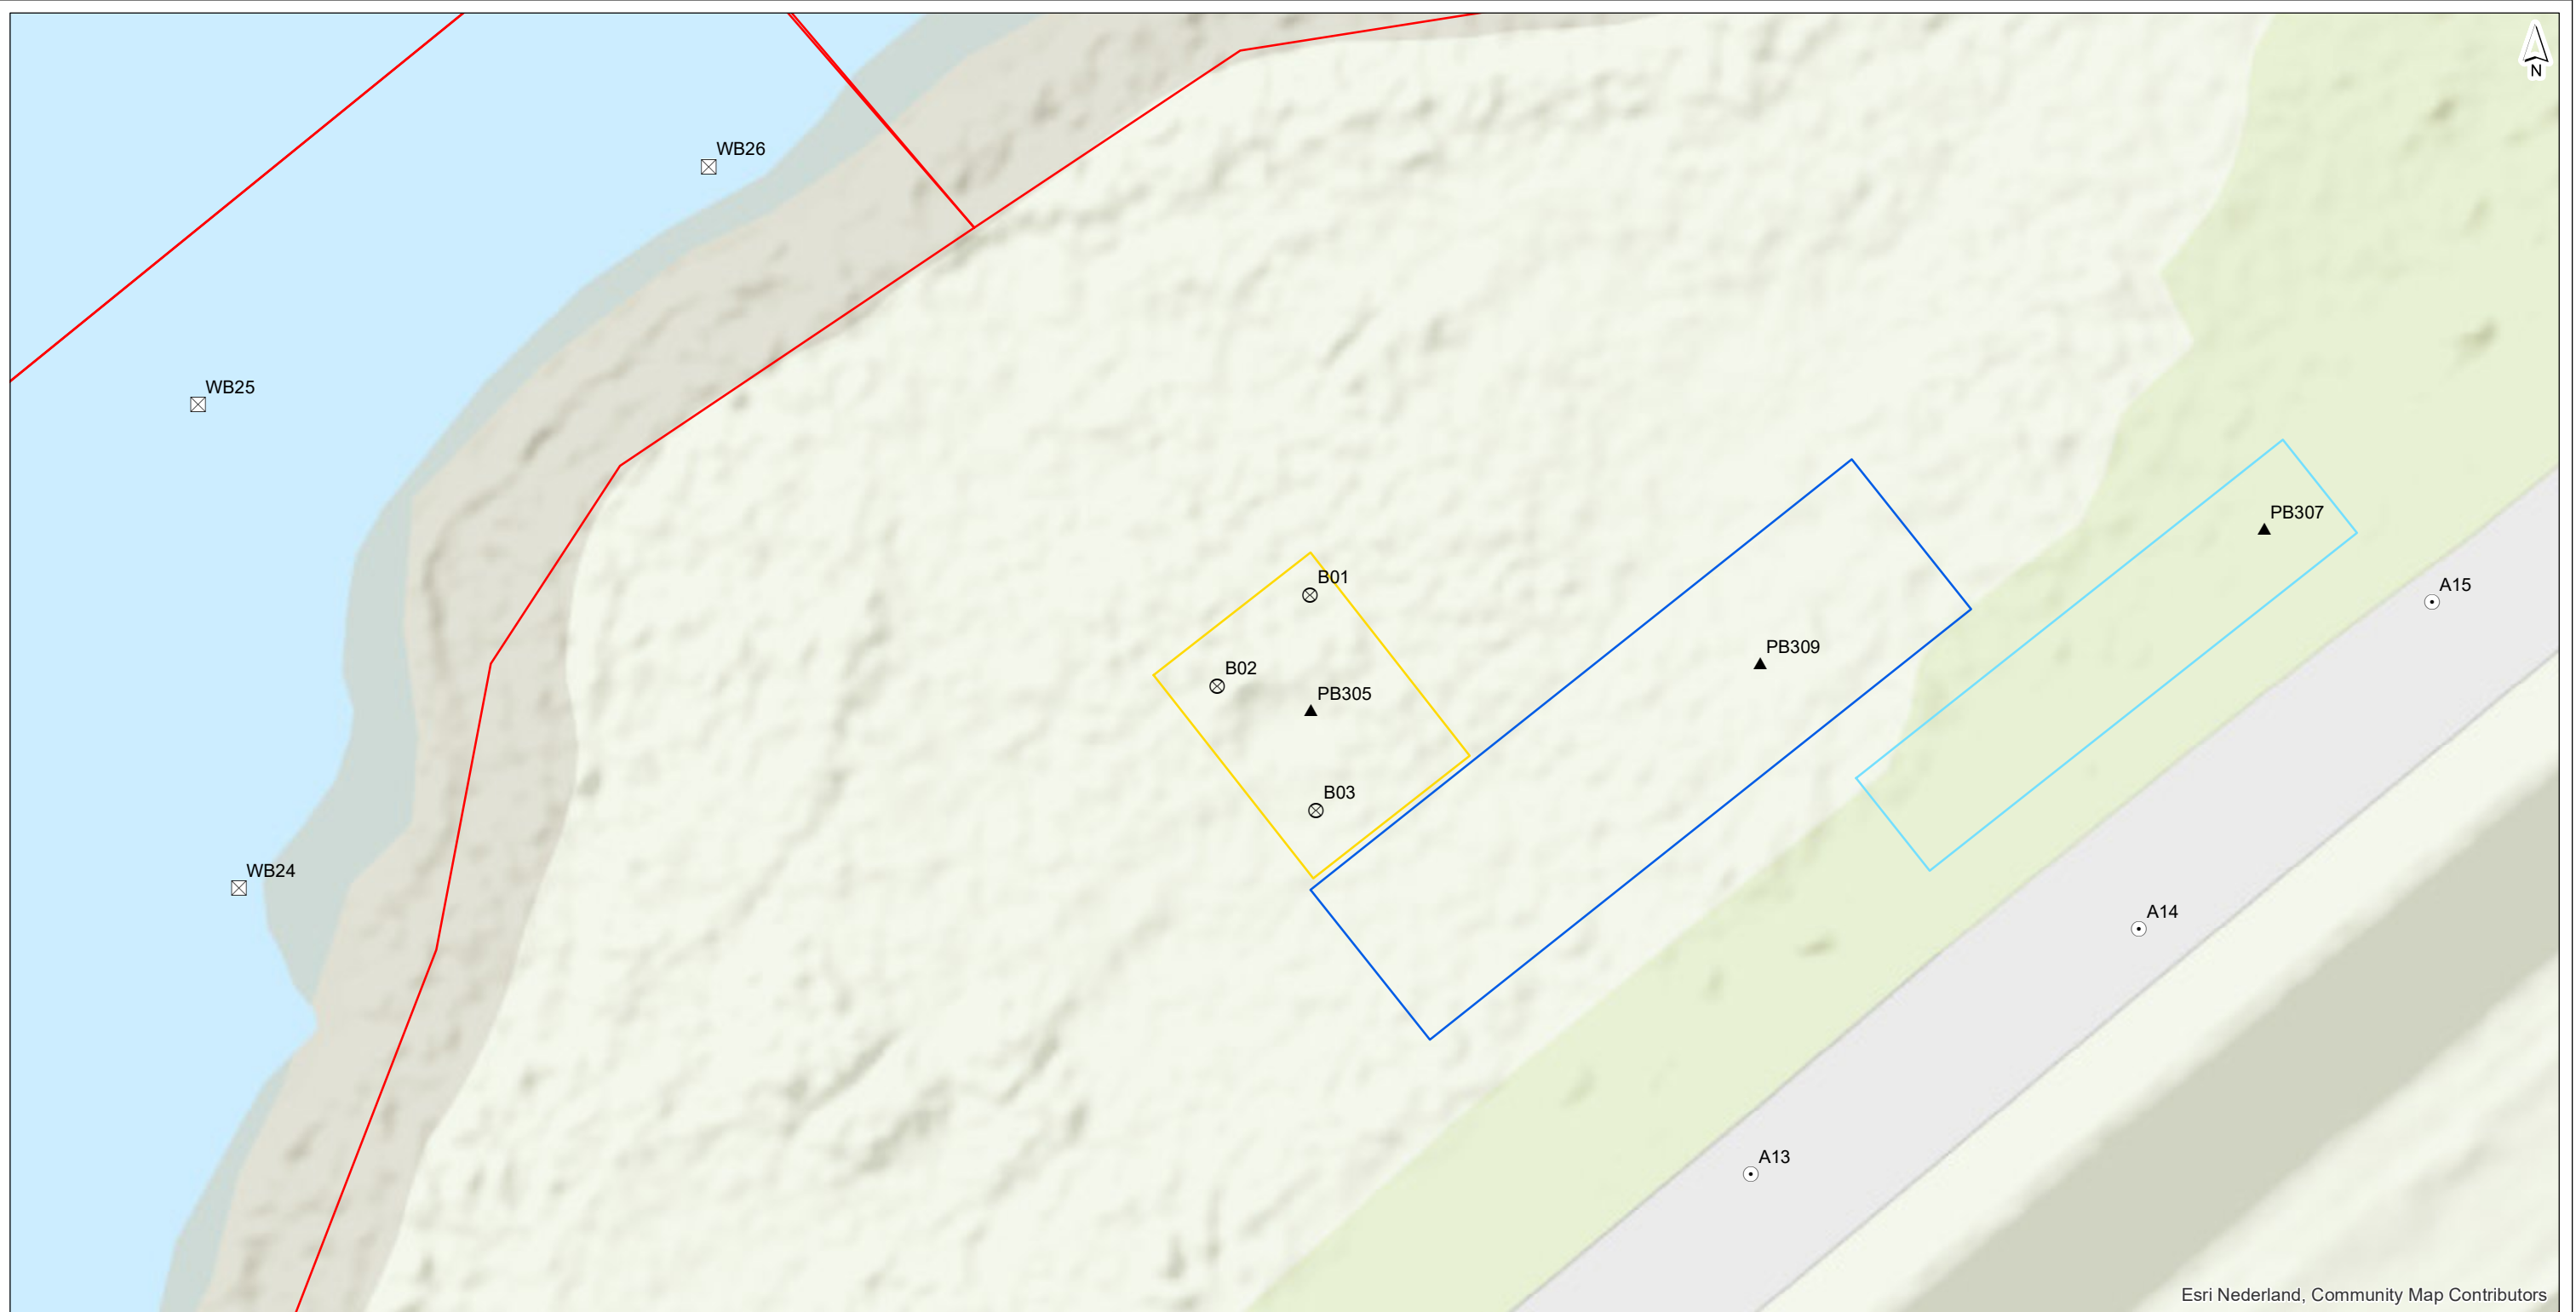 N
WB26
WB25
PB307
B01
A15
PB309
B02
PB305
B03
WB24
A14
A13
Esri Nederland, Community Map Contributors